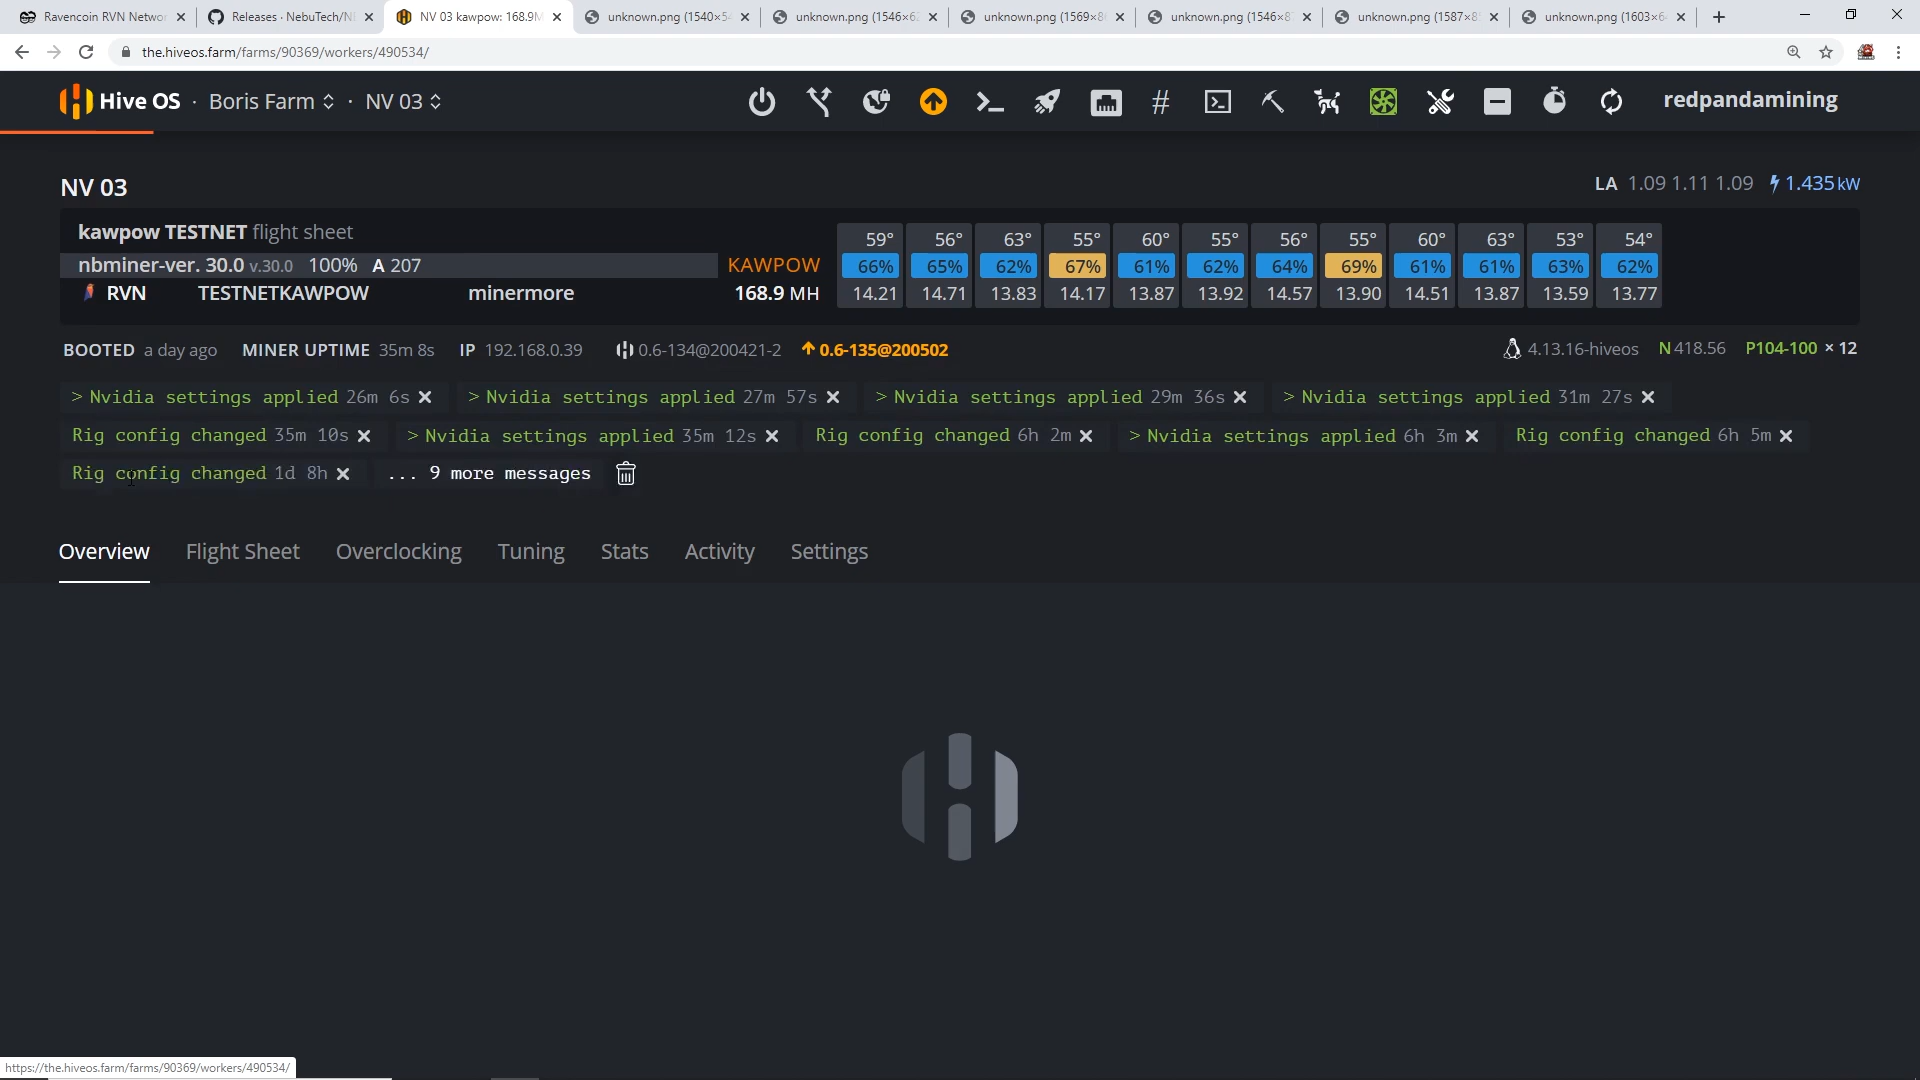 Ravencoin RVN Networ
Releases · NebuTech/N
NV 03 kawpow: 168.9M
unknown.png (1540×54
unknown.png (1546×62
unknown.png (1569×8
unknown.png (1546×8
unknown.png (1587×85
unknown.png (1603×6
the.hiveos.farm/farms/90369/workers/490534/
Hive OS · Boris Farm · NV 03
redpandamining
NV 03
LA 1.09 1.11 1.09 1.435 kW
kawpow TESTNET flight sheet
59° 56° 63° 55° 60° 55° 56° 55° 60° 63° 53° 54°
nbminer-ver. 30.0 v.30.0 100% A 207 KAWPOW
66% 65% 62% 67% 61% 62% 64% 69% 61% 61% 63% 62%
RVN TESTNETKAWPOW minermore 168.9 MH
14.21 14.71 13.83 14.17 13.87 13.92 14.57 13.90 14.51 13.87 13.59 13.77
BOOTED a day ago MINER UPTIME 35m 8s IP 192.168.0.39 0.6-134@200421-2 0.6-135@200502
4.13.16-hiveos N 418.56 P104-100 × 12
> Nvidia settings applied 26m 6s > Nvidia settings applied 27m 57s > Nvidia settings applied 29m 36s > Nvidia settings applied 31m 27s
Rig config changed 35m 10s > Nvidia settings applied 35m 12s Rig config changed 6h 2m > Nvidia settings applied 6h 3m Rig config changed 6h 5m
Rig config changed 1d 8h ... 9 more messages
Overview Flight Sheet Overclocking Tuning Stats Activity Settings
https://the.hiveos.farm/farms/90369/workers/490534/